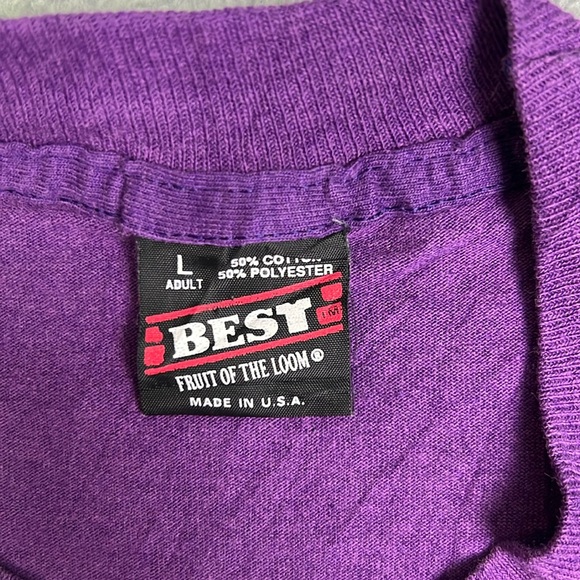 L 50% COTTON
ADULT 50% POLYESTER
BEST TM
FRUIT OF THE LOOM®
MADE IN U.S.A.